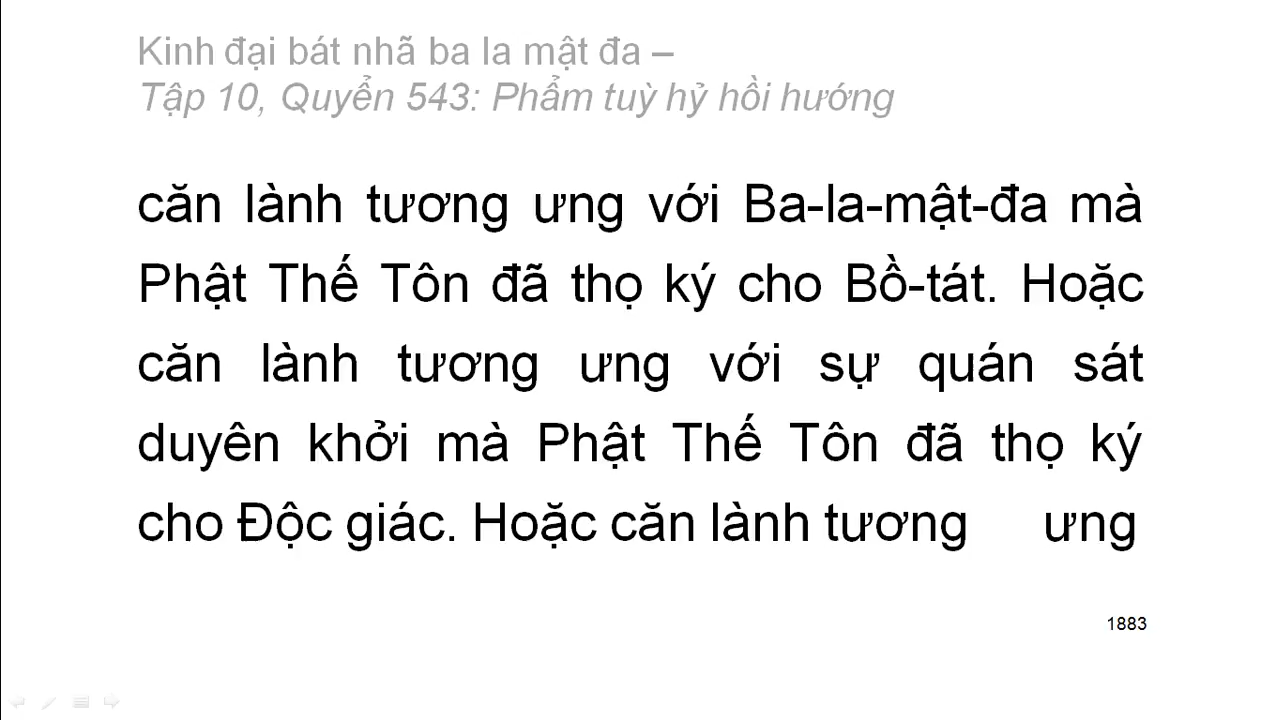 Kinh đại bát nhã ba la mật đa –
Tập 10, Quyển 543: Phẩm tuỳ hỷ hồi hướng
căn lành tương ưng với Ba-la-mật-đa mà
Phật Thế Tôn đã thọ ký cho Bồ-tát. Hoặc
căn lành tương ưng với sự quán sát
duyên khởi mà Phật Thế Tôn đã thọ ký
cho Độc giác. Hoặc căn lành tương ưng
1883